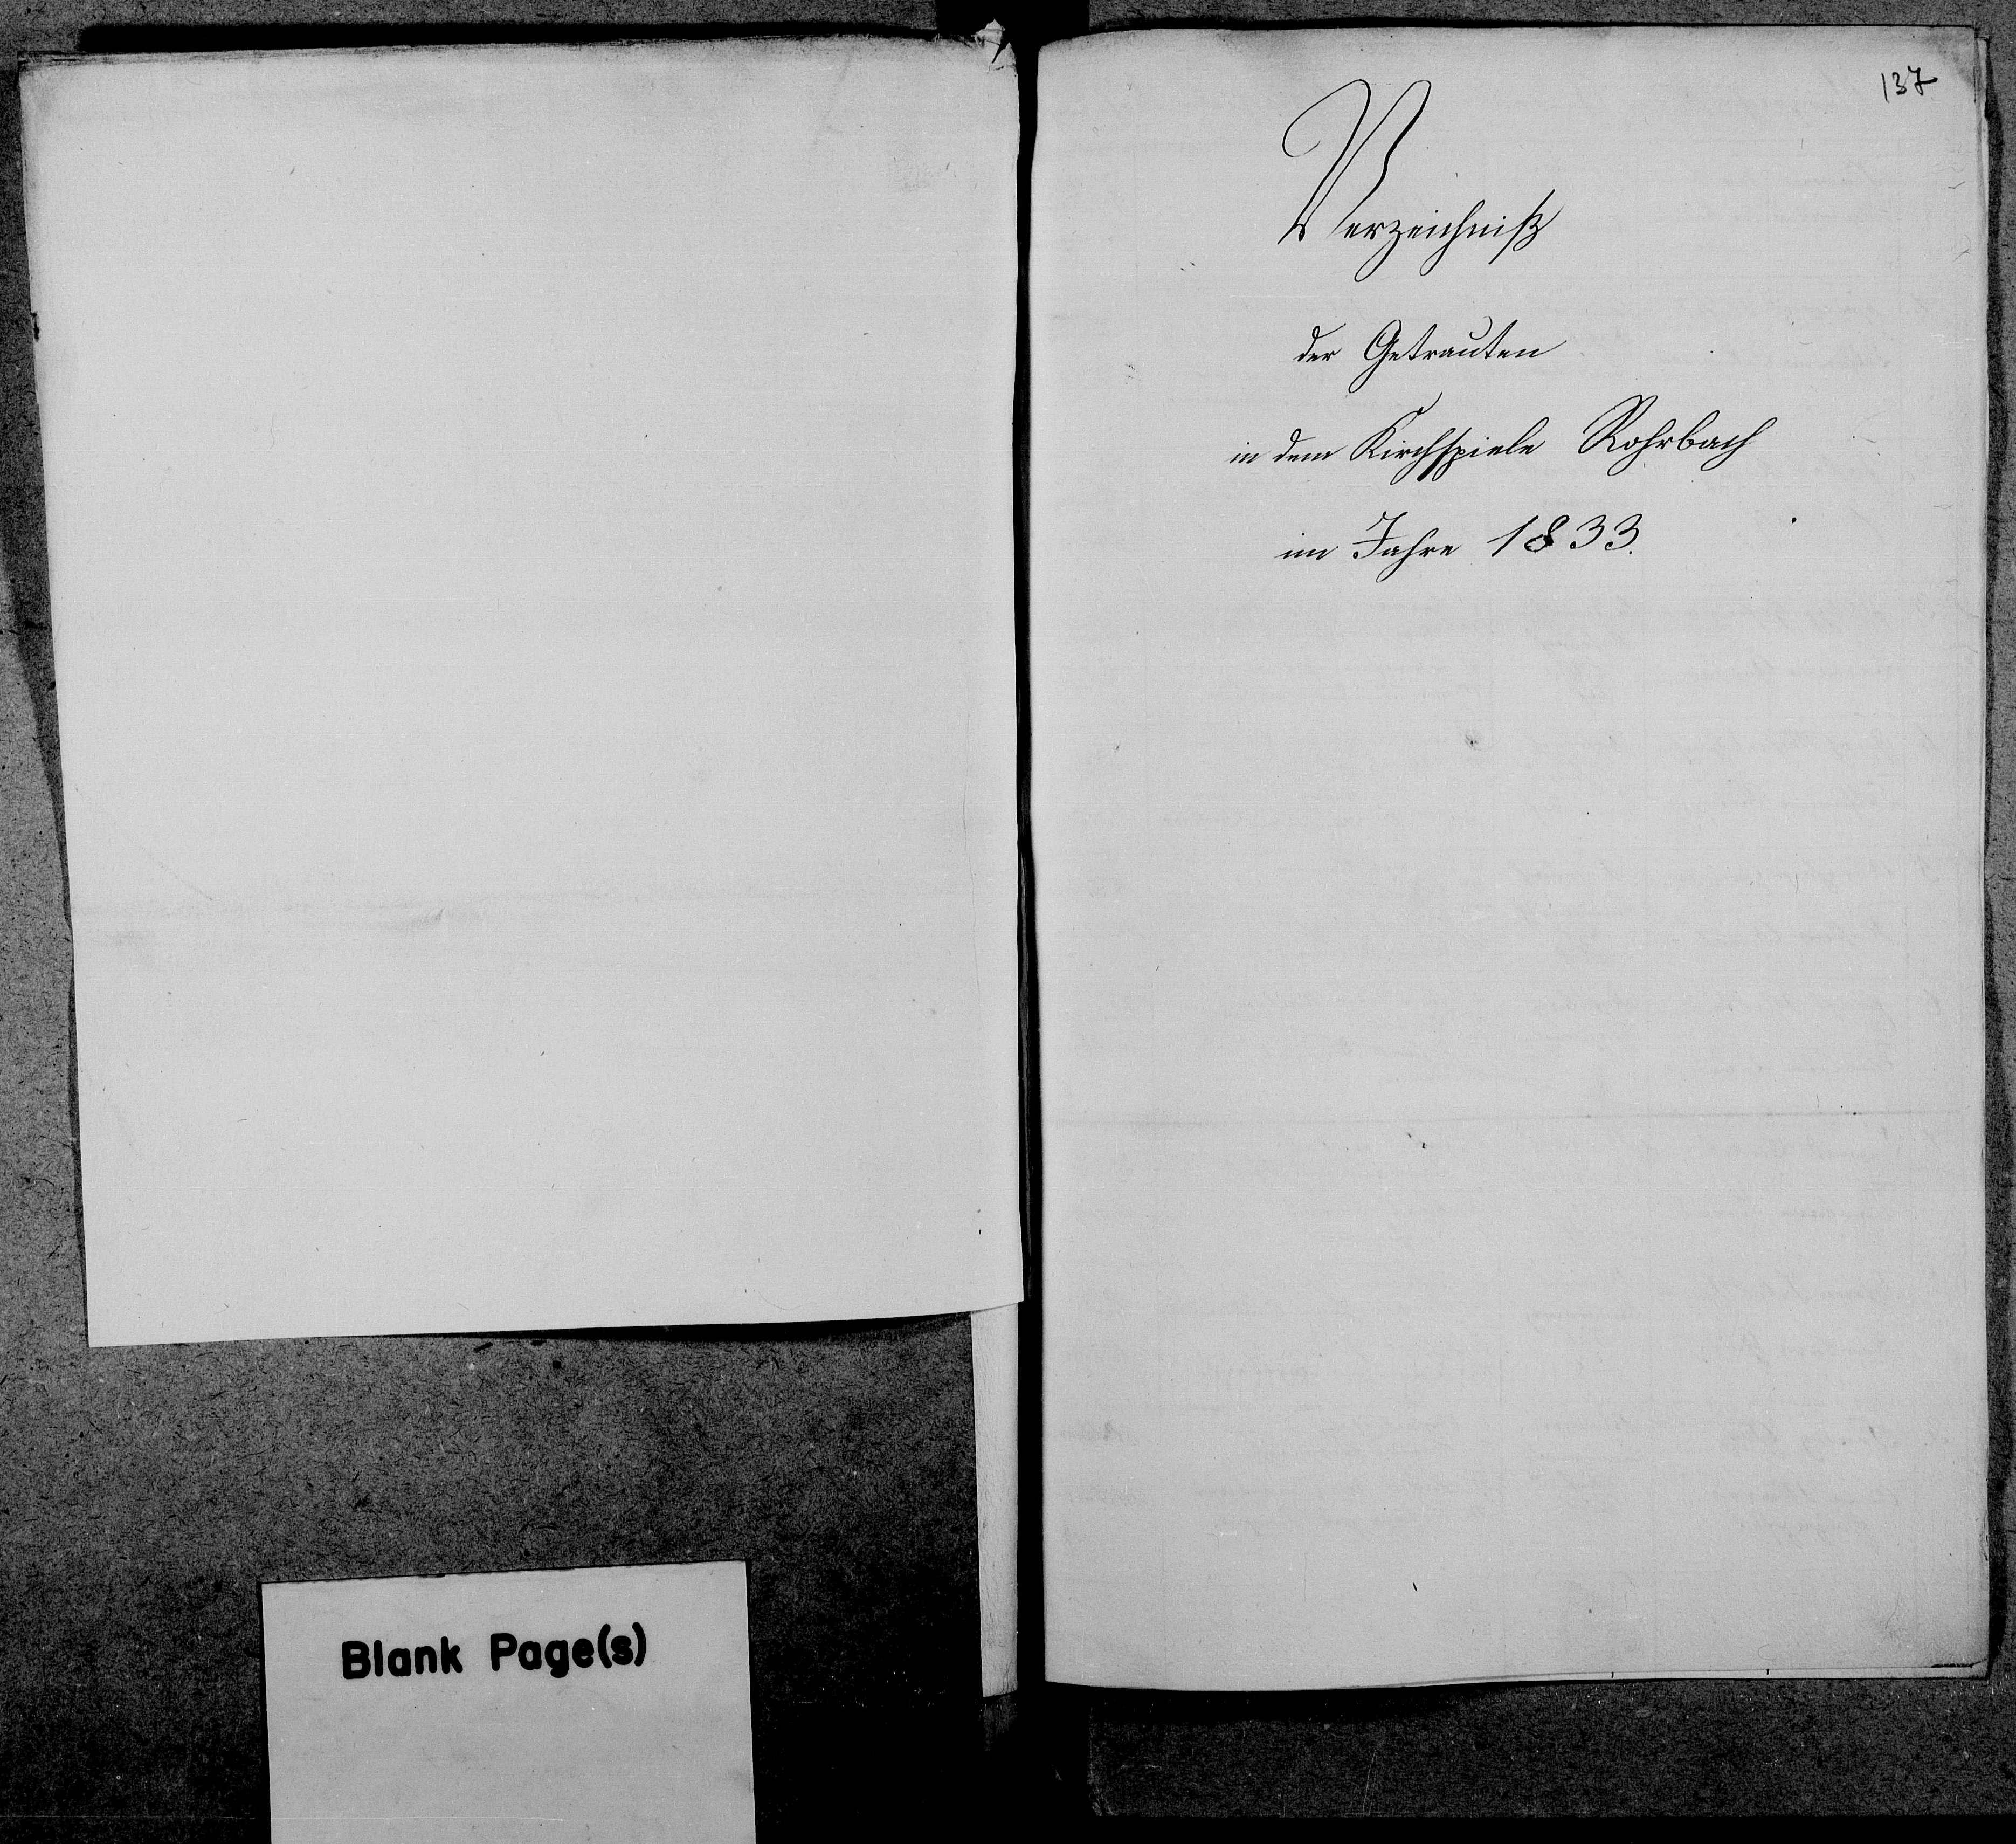 137
Verzeichniß
der Getrauten
in dem Kirchspiele Rohrbach
im Jahre 1833.
Blank Page(s)